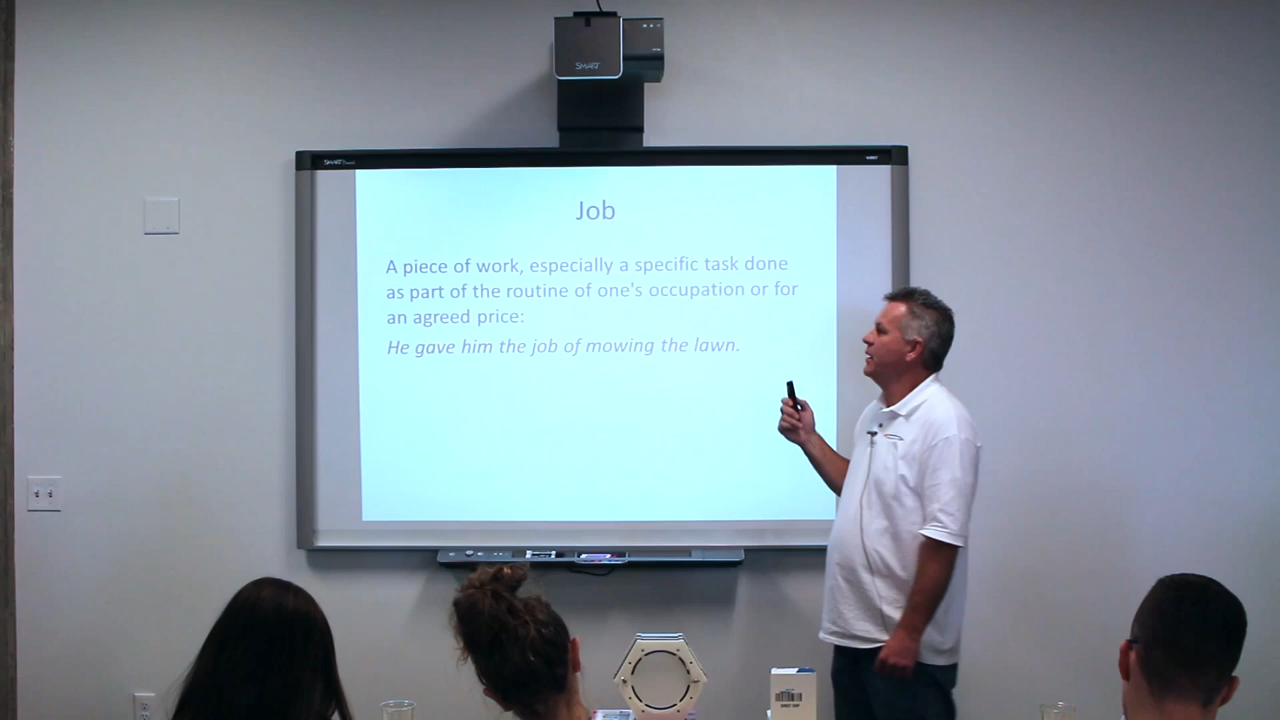 SMART
SMART
Job
A piece of work, especially a specific task done
as part of the routine of one's occupation or for
an agreed price:
He gave him the job of mowing the lawn.